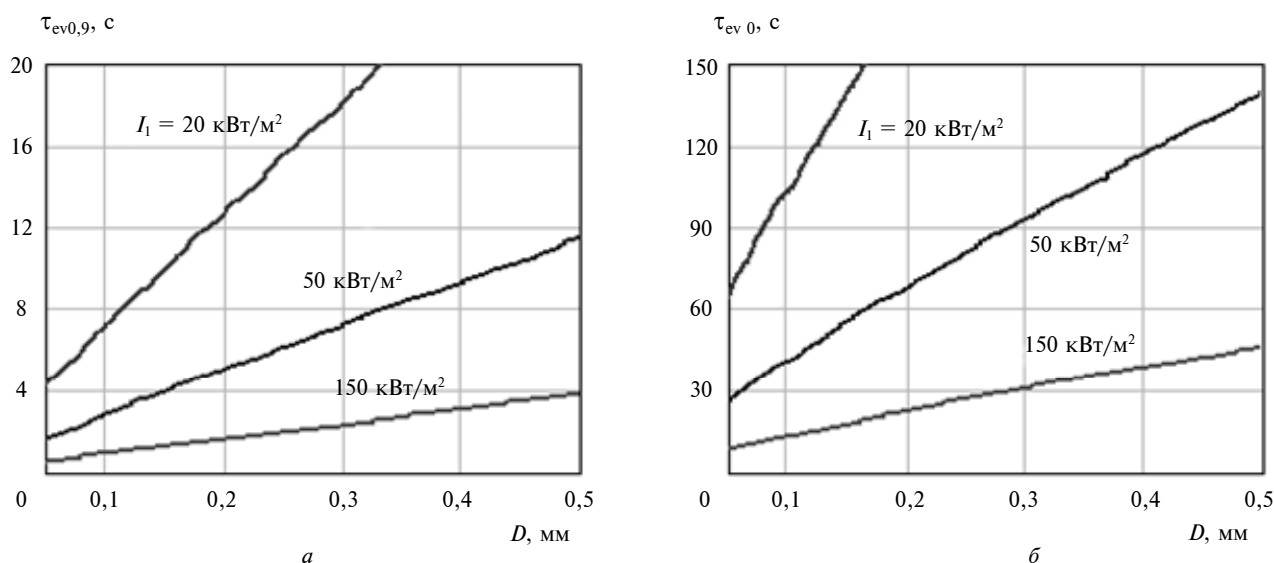 τev0,9, с
20
16
12
8
4
0
0,1
0,2
0,3
0,4
0,5
I1 = 20 кВт/м²
50 кВт/м²
150 кВт/м²
D, мм
а
τev 0, с
150
120
90
60
30
0
0,1
0,2
0,3
0,4
0,5
I1 = 20 кВт/м²
50 кВт/м²
150 кВт/м²
D, мм
б